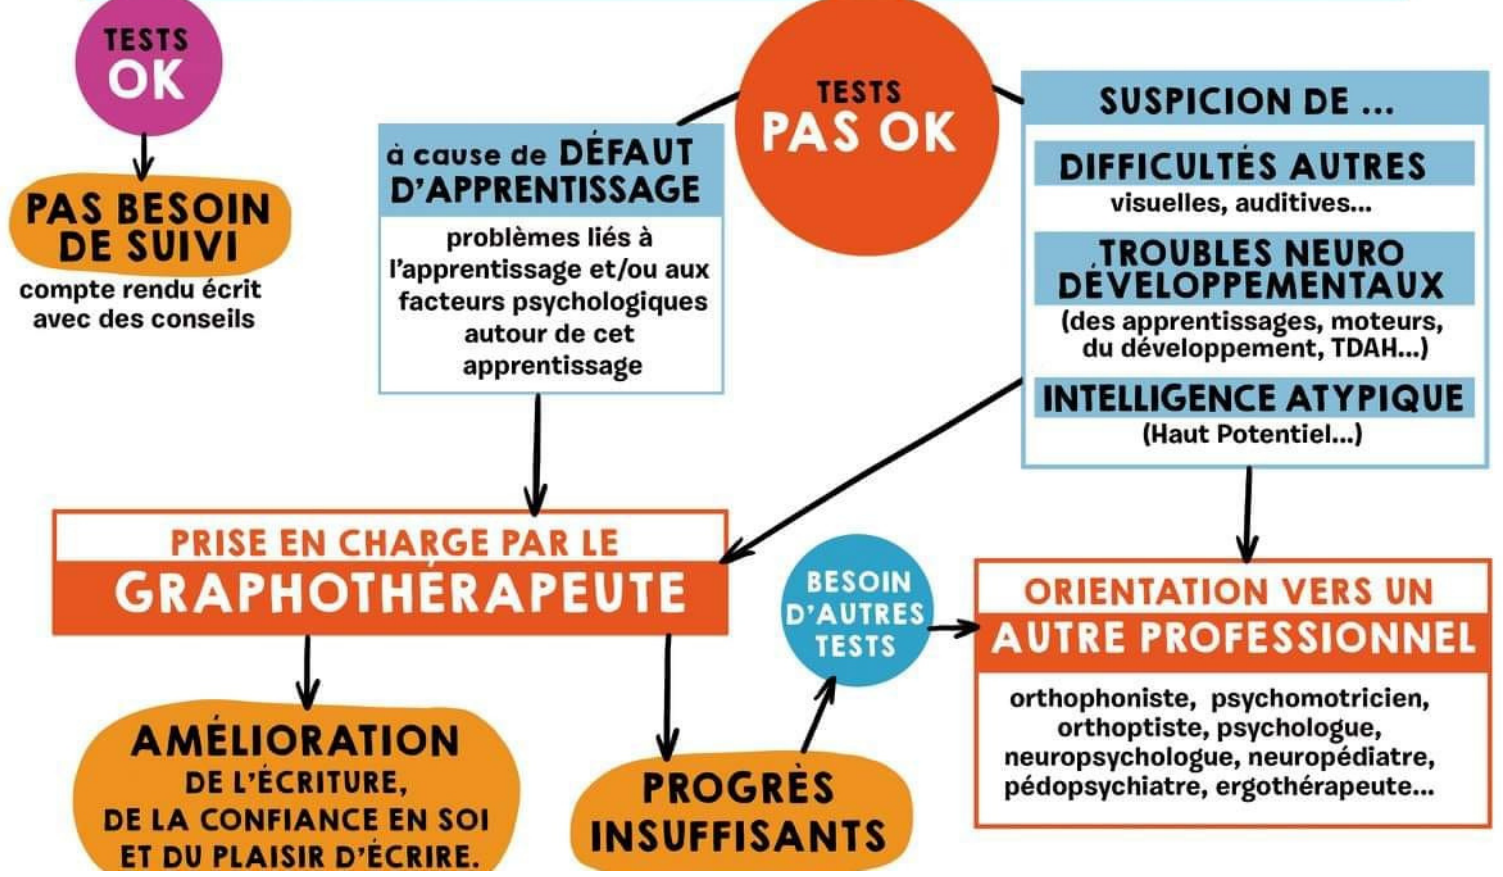 TESTS
OK
PAS BESOIN
DE SUIVI
compte rendu écrit
avec des conseils
TESTS
PAS OK
à cause de DÉFAUT
D'APPRENTISSAGE
problèmes liés à
l'apprentissage et/ou aux
facteurs psychologiques
autour de cet
apprentissage
SUSPICION DE ...
DIFFICULTÉS AUTRES
visuelles, auditives...
TROUBLES NEURO
DÉVELOPPEMENTAUX
(des apprentissages, moteurs,
du développement, TDAH...)
INTELLIGENCE ATYPIQUE
(Haut Potentiel...)
PRISE EN CHARGE PAR LE
GRAPHOTHÉRAPEUTE
AMÉLIORATION
DE L'ÉCRITURE,
DE LA CONFIANCE EN SOI
ET DU PLAISIR D'ÉCRIRE.
PROGRÈS
INSUFFISANTS
BESOIN
D'AUTRES
TESTS
ORIENTATION VERS UN
AUTRE PROFESSIONNEL
orthophoniste, psychomotricien,
orthoptiste, psychologue,
neuropsychologue, neuropédiatre,
pédopsychiatre, ergothérapeute...